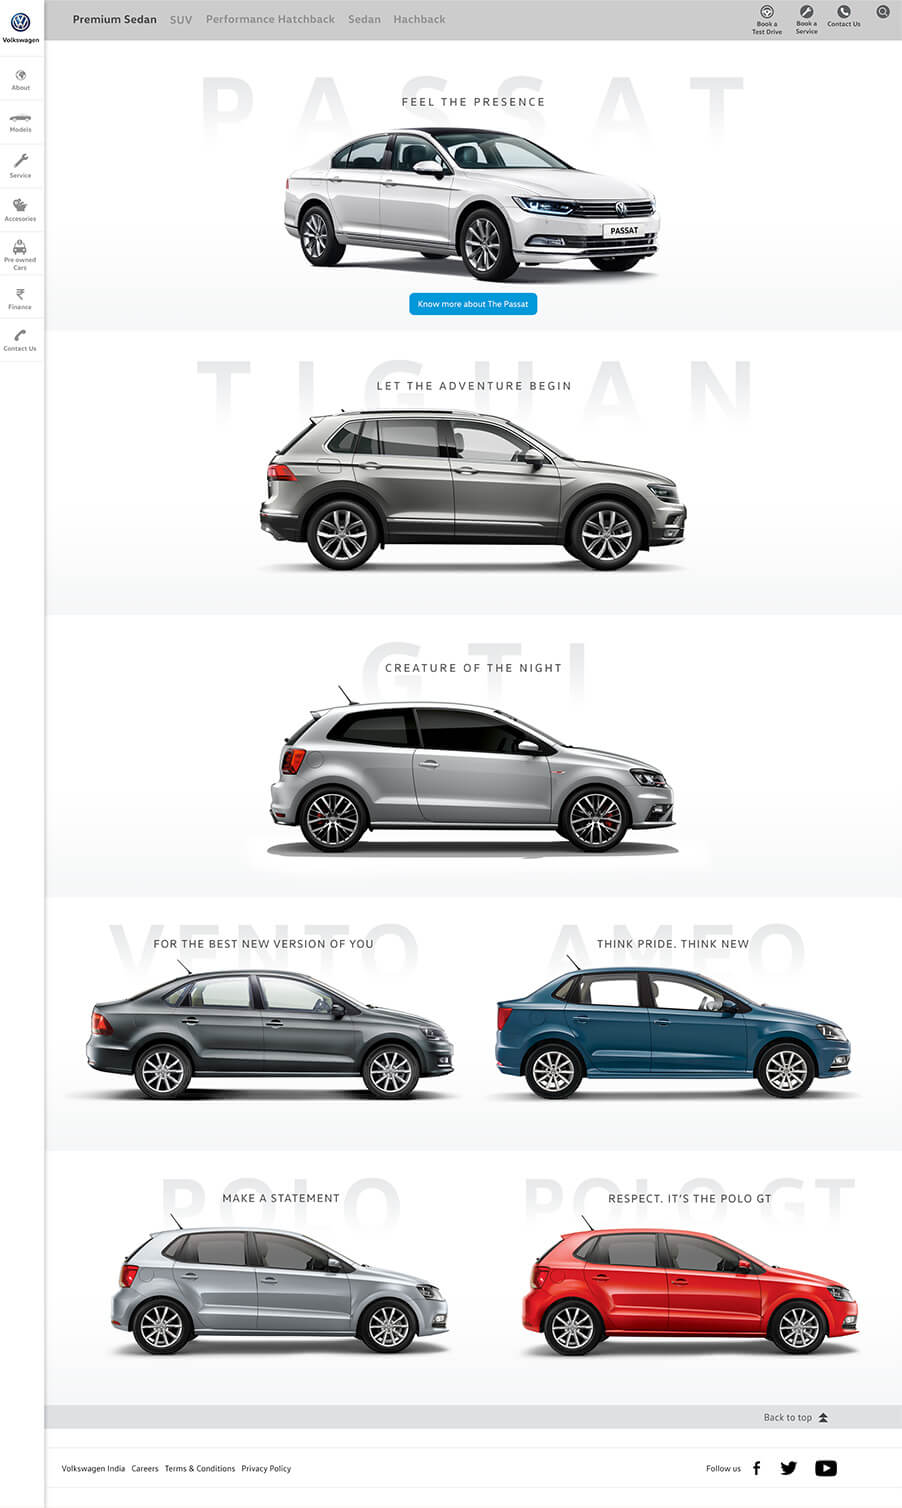 Volkswagen
Premium Sedan SUV Performance Hatchback Sedan Hachback
Book a
Test Drive
Book a
Service
Contact Us
About
Models
Service
Accesories
Pre owned
Cars
Finance
Contact Us
PASSAT
FEEL THE PRESENCE
PASSAT
Know more about The Passat
TIGUAN
LET THE ADVENTURE BEGIN
GTI
CREATURE OF THE NIGHT
VENTO
FOR THE BEST NEW VERSION OF YOU
AMEO
THINK PRIDE. THINK NEW
POLO
MAKE A STATEMENT
POLO GT
RESPECT. IT'S THE POLO GT
Back to top
Volkswagen India Careers Terms & Conditions Privacy Policy
Follow us